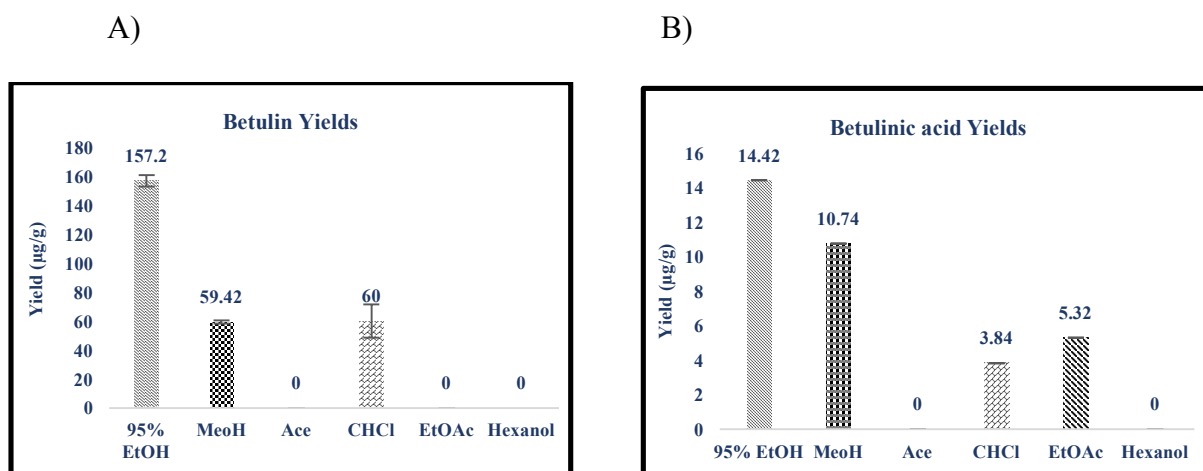 A)
Betulin Yields
Yield (µg/g)
180
160
140
120
100
80
60
40
20
0
157.2
59.42
0
60
0
0
95% EtOH
MeoH
Ace
CHCl
EtOAc
Hexanol
B)
Betulinic acid Yields
Yield (µg/g)
16
14
12
10
8
6
4
2
0
14.42
10.74
0
3.84
5.32
0
95% EtOH
MeoH
Ace
CHCl
EtOAc
Hexanol